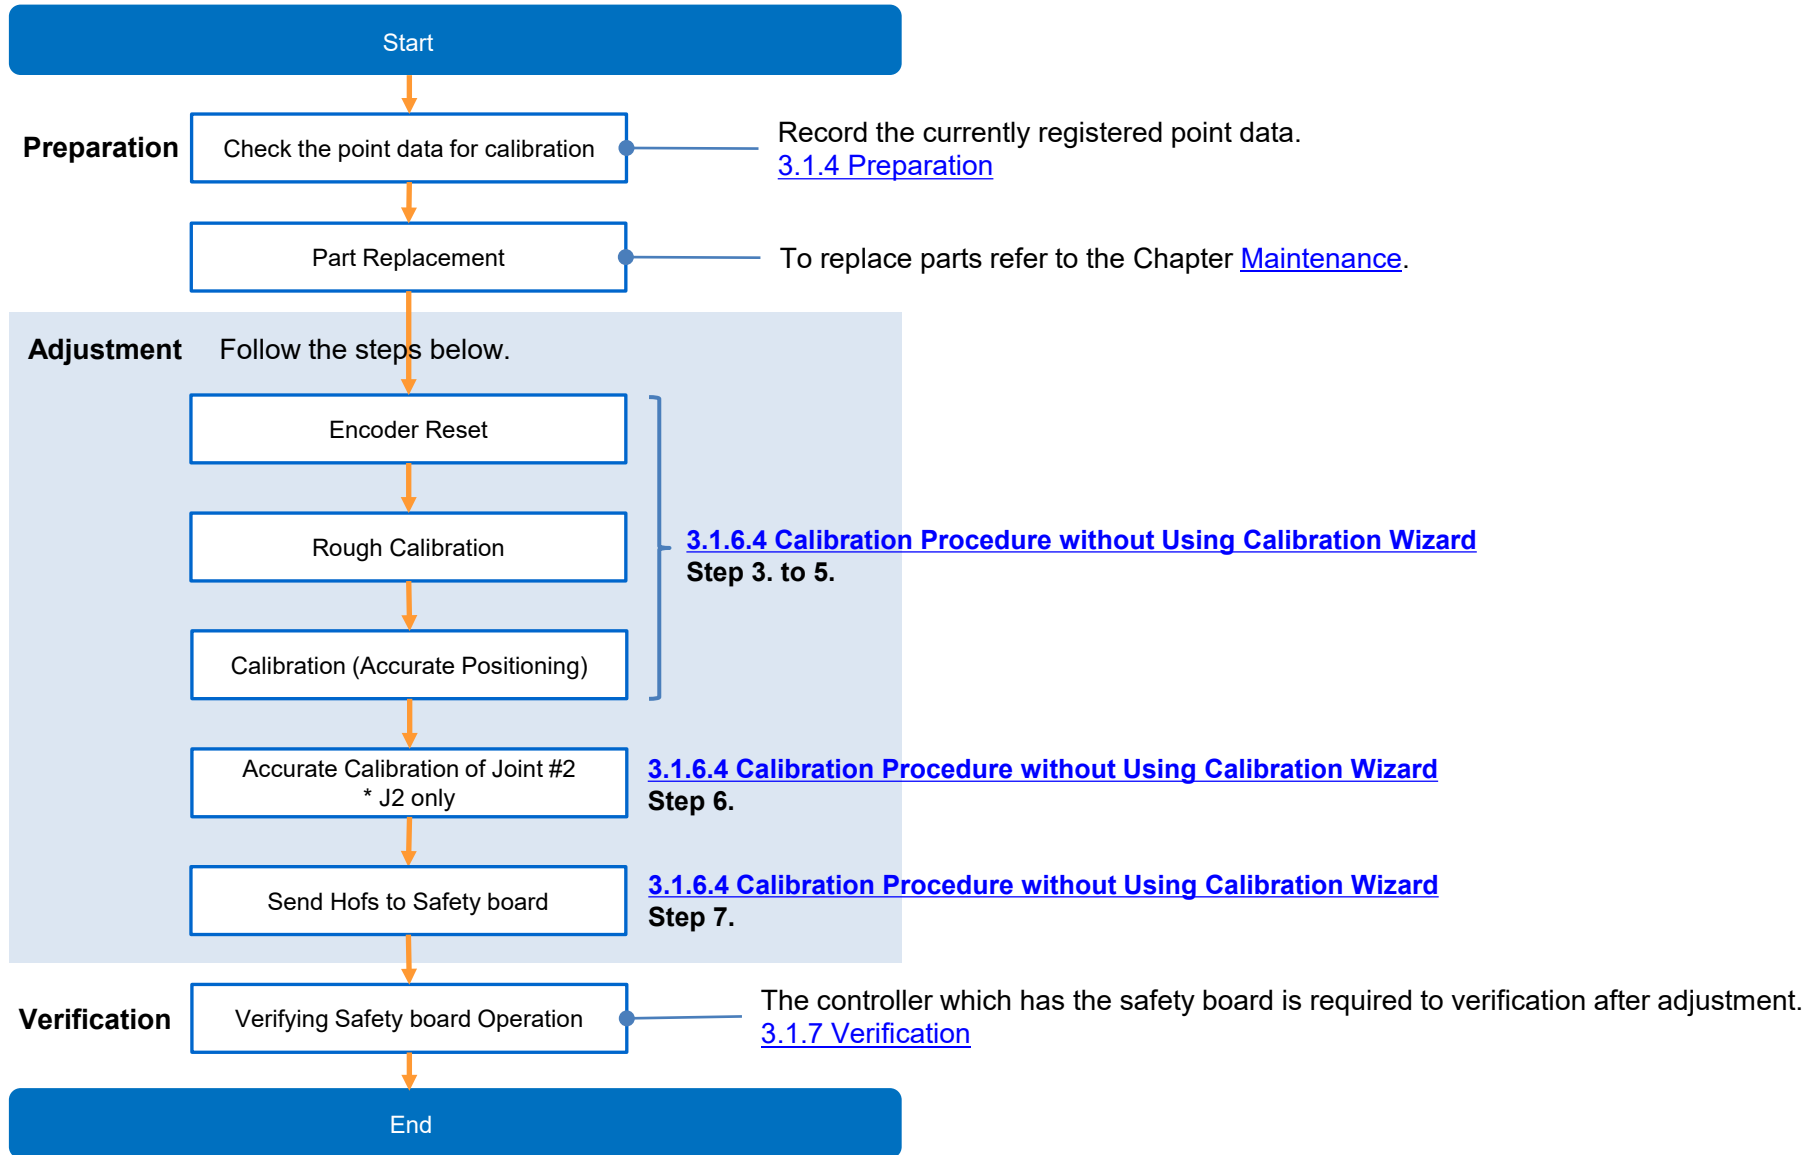 Start
Preparation
Check the point data for calibration
Record the currently registered point data.
3.1.4 Preparation
Part Replacement
To replace parts refer to the Chapter Maintenance.
Adjustment
Follow the steps below.
Encoder Reset
Rough Calibration
3.1.6.4 Calibration Procedure without Using Calibration Wizard
Step 3. to 5.
Calibration (Accurate Positioning)
Accurate Calibration of Joint #2
* J2 only
3.1.6.4 Calibration Procedure without Using Calibration Wizard
Step 6.
Send Hofs to Safety board
3.1.6.4 Calibration Procedure without Using Calibration Wizard
Step 7.
Verification
Verifying Safety board Operation
The controller which has the safety board is required to verification after adjustment.
3.1.7 Verification
End